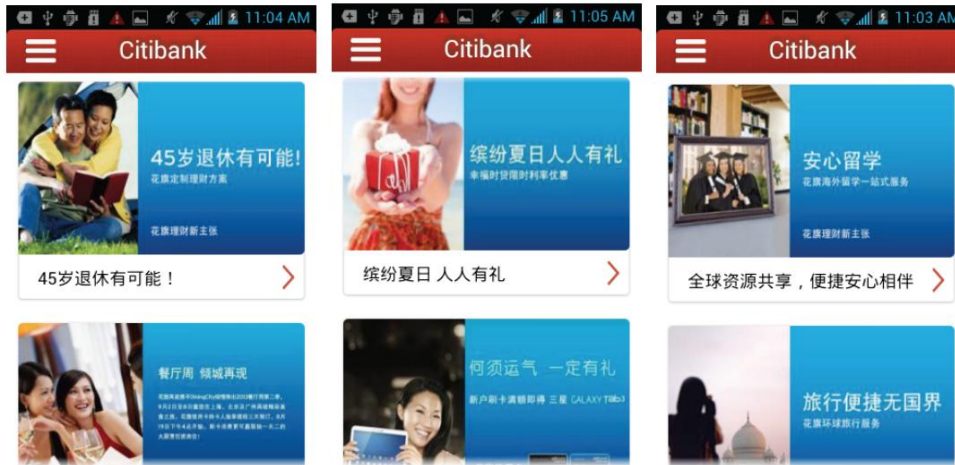 11:04 AM
Citibank
45岁退休有可能!
花旗定制理财方案
花旗理财新主张
45岁退休有可能！
餐厅周 倾城再现
11:05 AM
Citibank
缤纷夏日人人有礼
幸福时贷限时利率优惠
缤纷夏日 人人有礼
何须运气 一定有礼
新户刷卡满额即得 三星 GALAXY Tab3
11:03 AM
Citibank
安心留学
花旗海外留学一站式服务
花旗理财新主张
全球资源共享，便捷安心相伴
旅行便捷无国界
花旗环球旅行服务